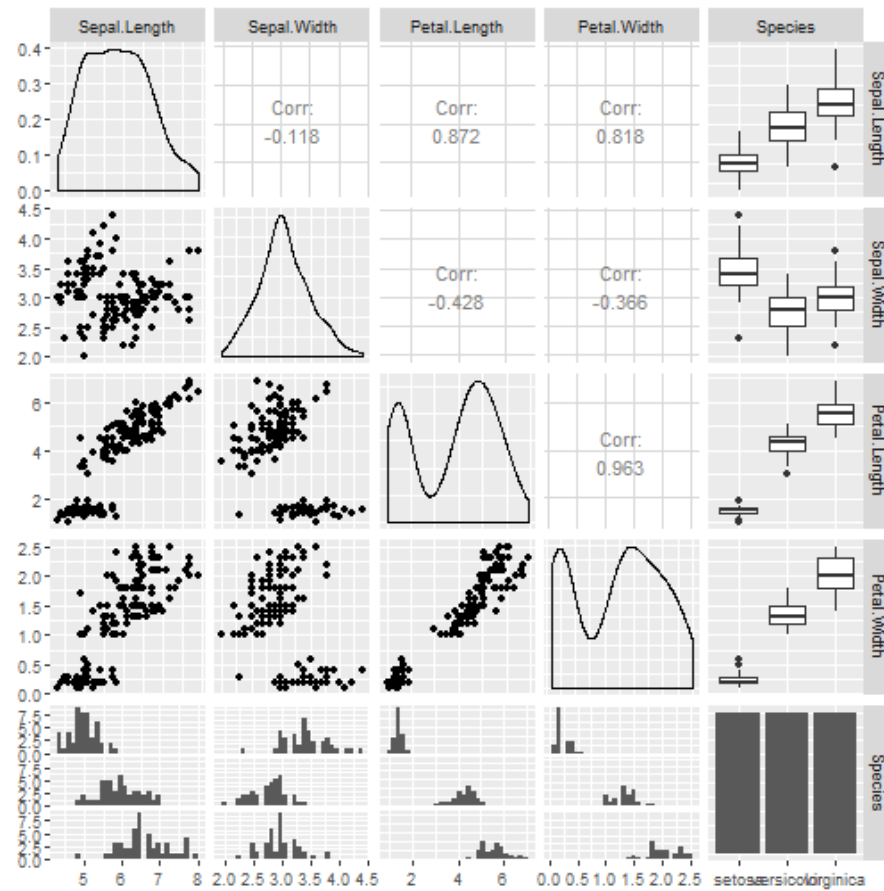 Sepal.Length Sepal.Width Petal.Length Petal.Width Species
0.4
0.3
0.2
0.1
0.0
Corr:
-0.118
Corr:
0.872
Corr:
0.818
Sepal.Length
4.5
4.0
3.5
3.0
2.5
2.0
Corr:
-0.428
Corr:
-0.366
Sepal.Width
6
4
2
Corr:
0.963
Petal.Length
2.5
2.0
1.5
1.0
0.5
0.0
Petal.Width
7.5
5.0
2.5
0.0
7.5
5.0
2.5
0.0
7.5
5.0
2.5
0.0
Species
5 6 7 8 2.0 2.5 3.0 3.5 4.0 4.5 2 4 6 0.0 0.5 1.0 1.5 2.0 2.5 setosa versicolor virginica